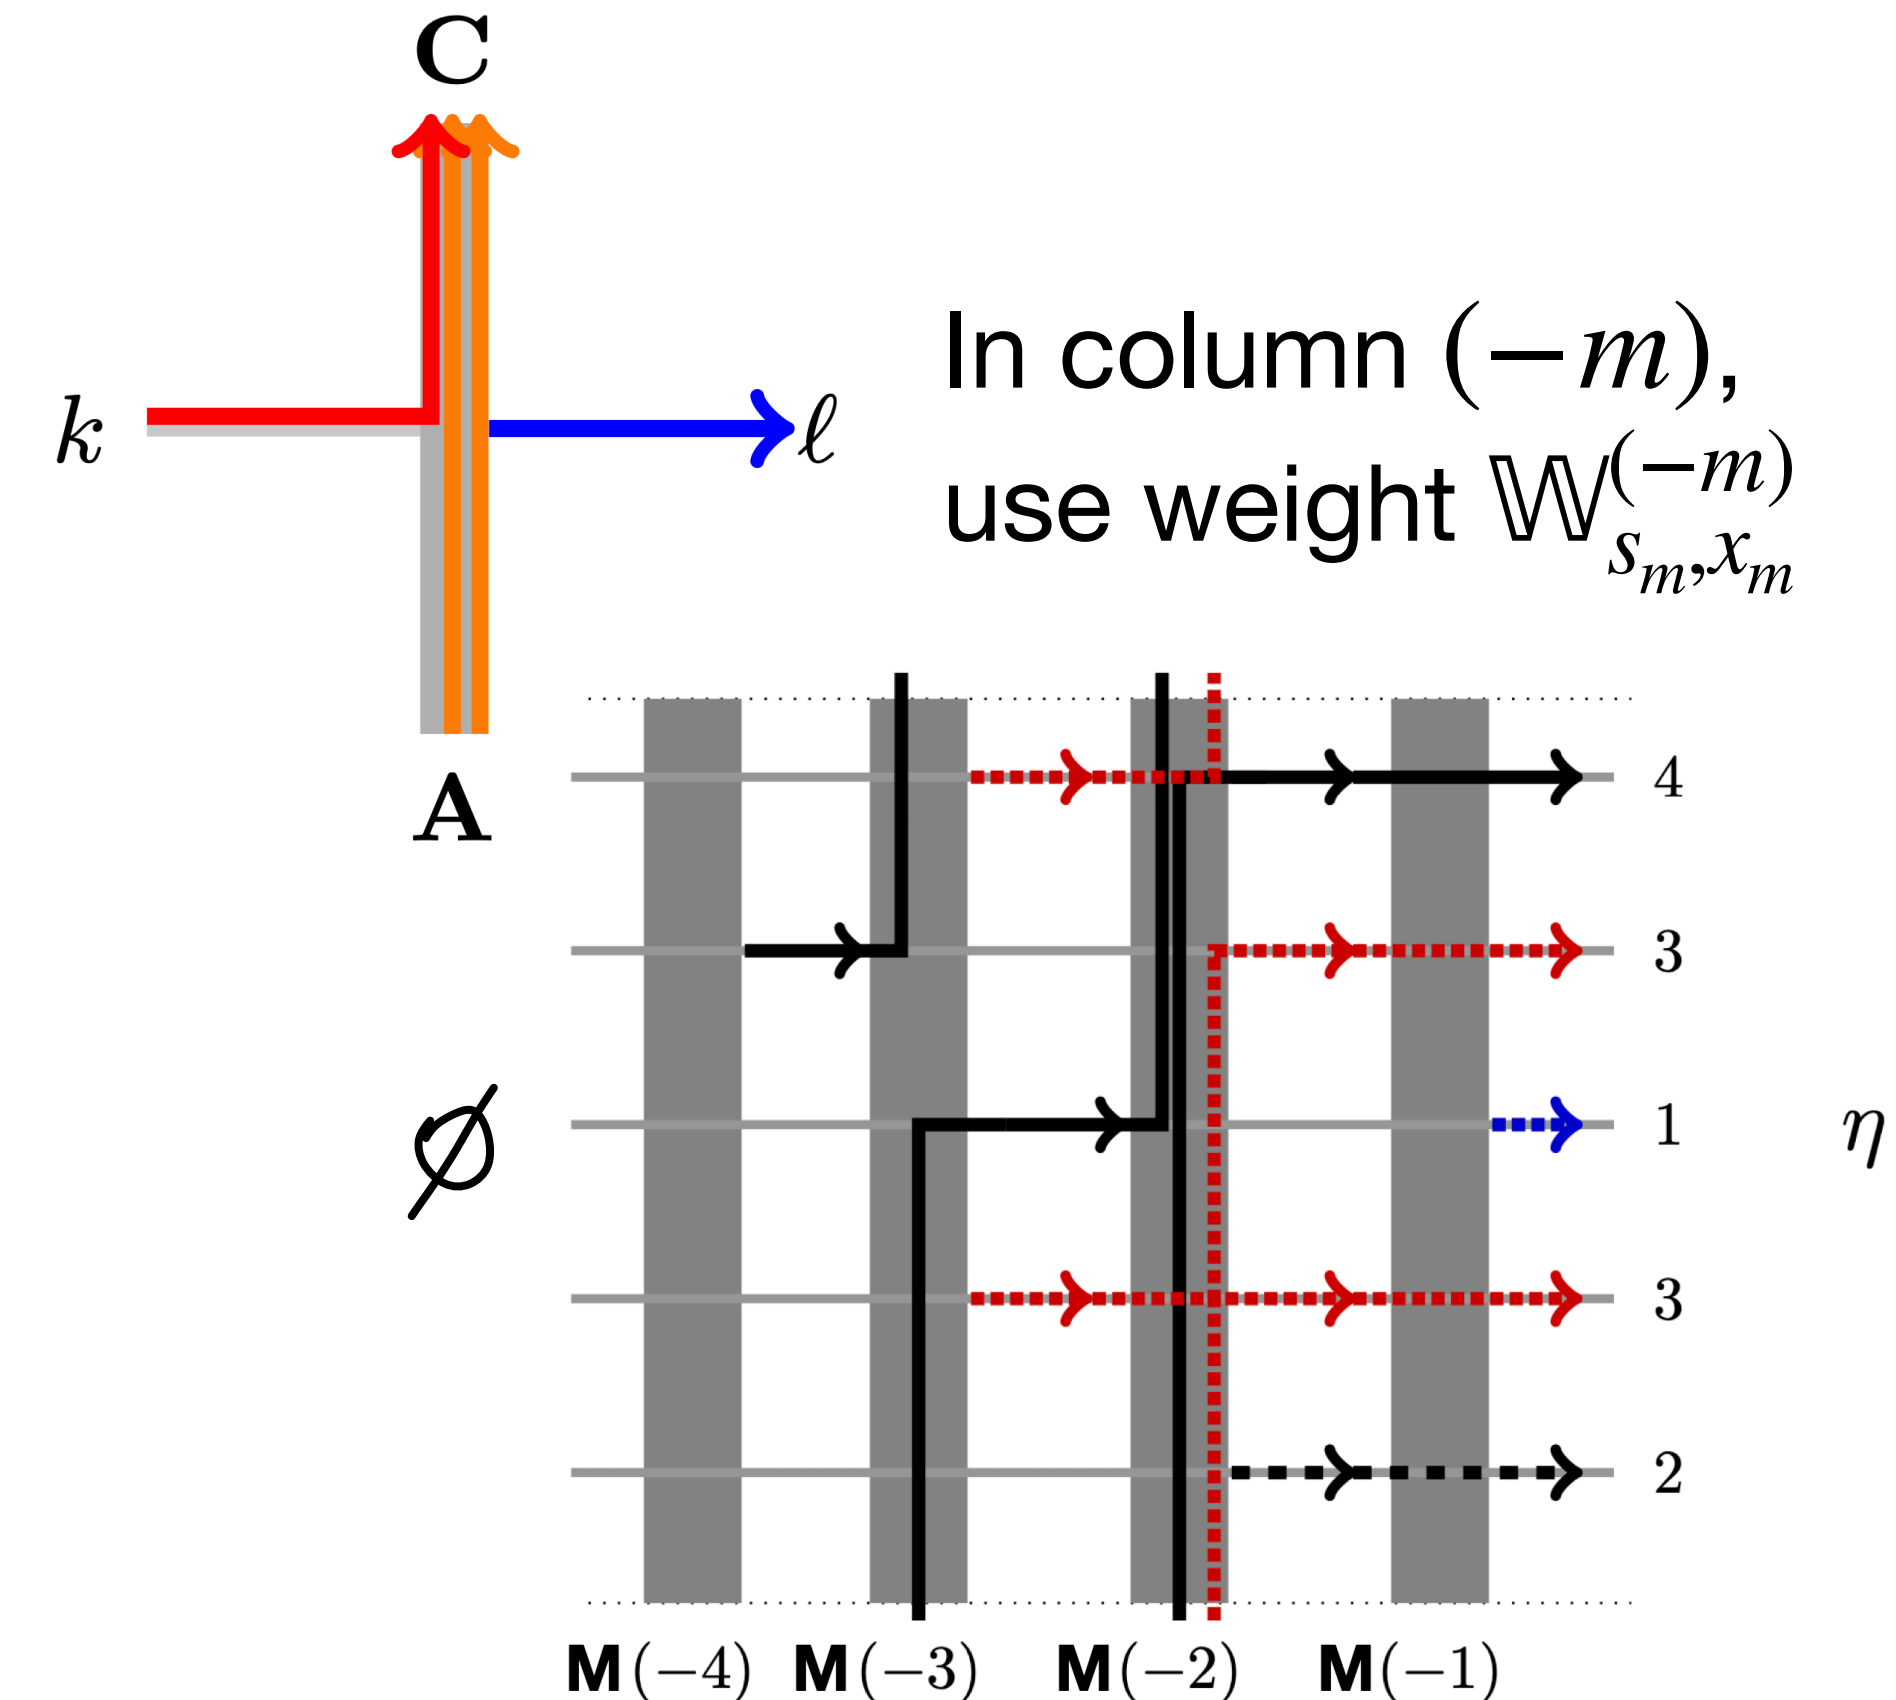 C
k
ℓ
In column (−m),
use weight 𝕎^{(−m)}_{s_m,x_m}
A
4
3
∅
1
η
3
2
M(−4) M(−3) M(−2) M(−1)